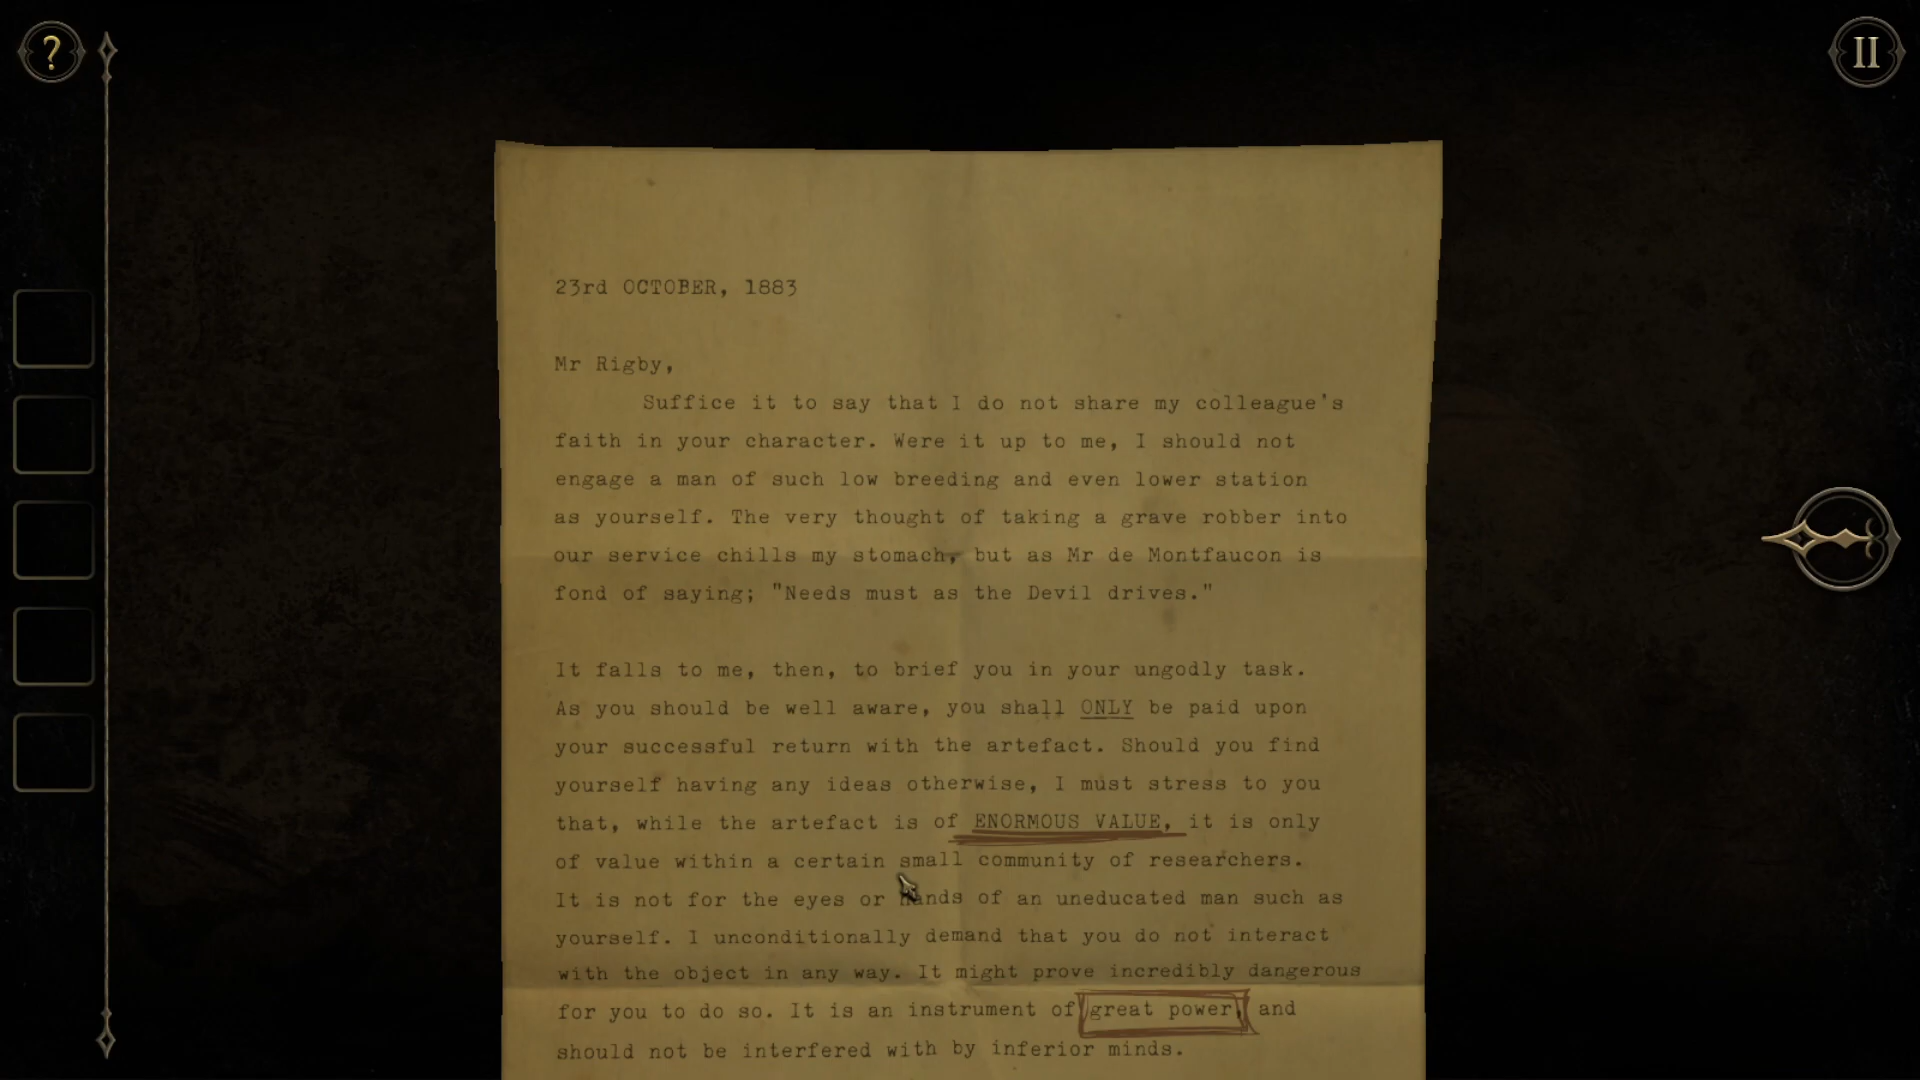 ?
23rd OCTOBER, 1883
Mr Rigby,
Suffice it to say that I do not share my colleague's
faith in your character. Were it up to me, I should not
engage a man of such low breeding and even lower station
as yourself. The very thought of taking a grave robber into
our service chills my stomach, but as Mr de Montfaucon is
fond of saying; "Needs must as the Devil drives."
It falls to me, then, to brief you in your ungodly task.
As you should be well aware, you shall ONLY be paid upon
your successful return with the artefact. Should you find
yourself having any ideas otherwise, I must stress to you
that, while the artefact is of ENORMOUS VALUE, it is only
of value within a certain small community of researchers.
It is not for the eyes or hands of an uneducated man such as
yourself. I unconditionally demand that you do not interact
with the object in any way. It might prove incredibly dangerous
for you to do so. It is an instrument of great power, and
should not be interfered with by inferior minds.